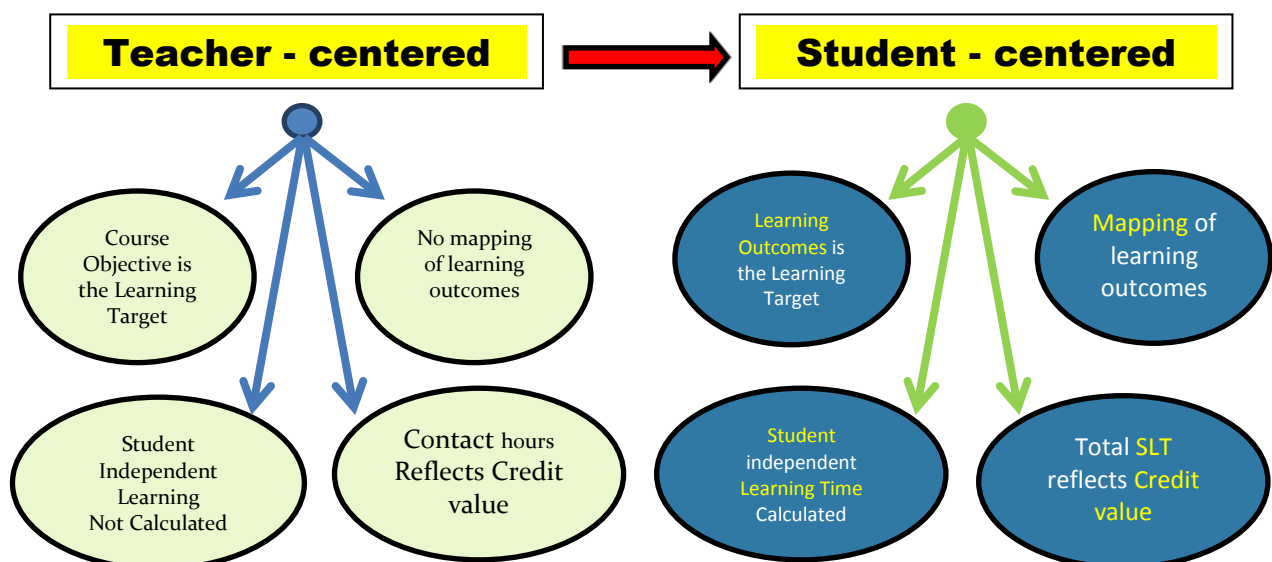 Teacher - centered
Student - centered
Course
Objective is
the Learning
Target
No mapping
of learning
outcomes
Student
Independent
Learning
Not Calculated
Contact hours
Reflects Credit
value
Learning
Outcomes is
the Learning
Target
Mapping of
learning
outcomes
Student
independent
Learning Time
Calculated
Total SLT
reflects Credit
value